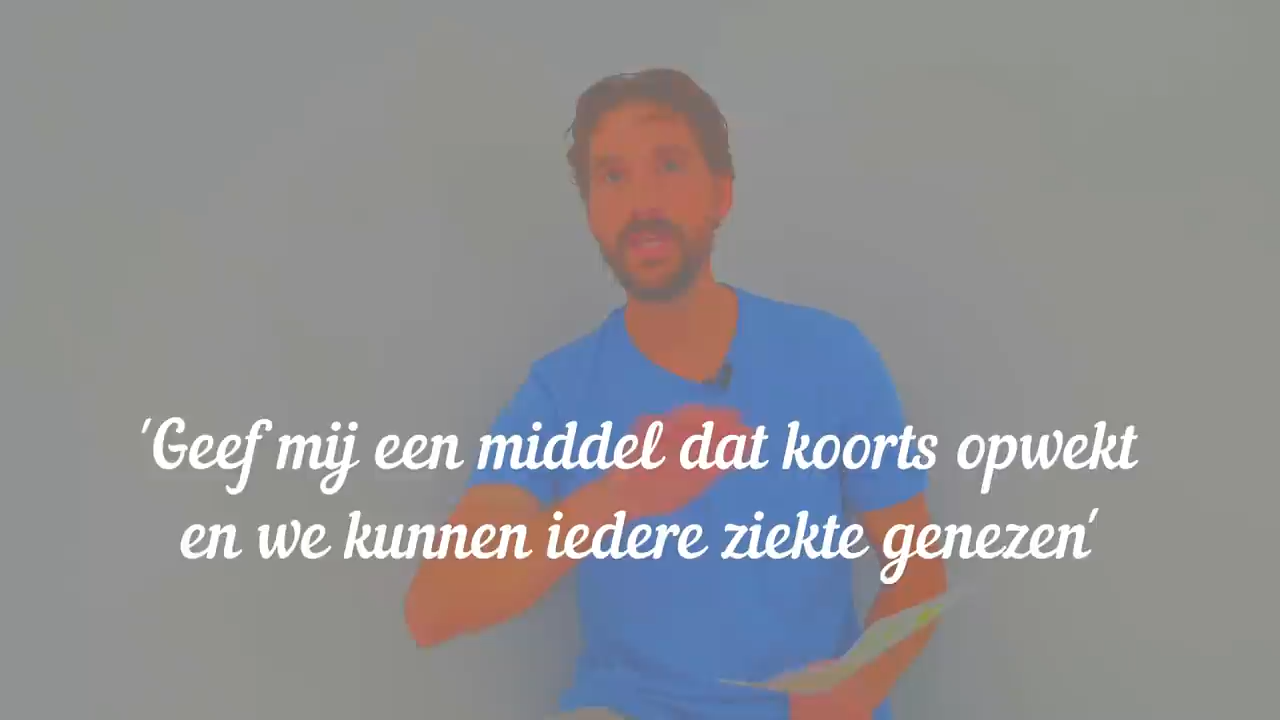 'Geef mij een middel dat koorts opwekt
en we kunnen iedere ziekte genezen'